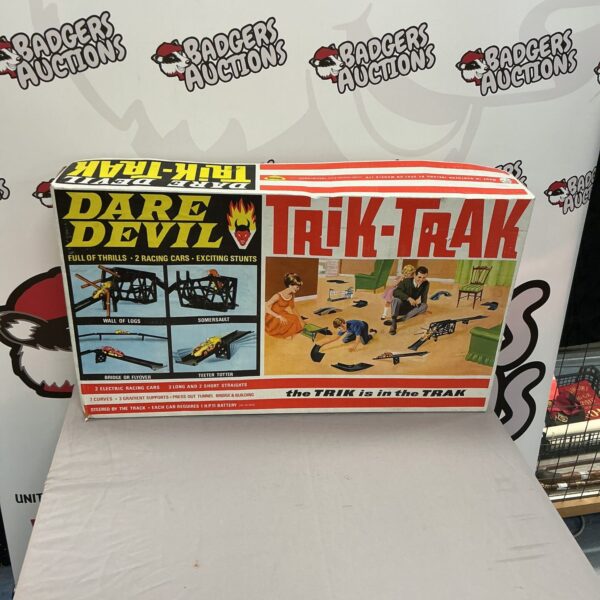 BADGERS
AUCTIONS
BADGERS
AUCTIONS
BADGERS
AUCTIONS
BADGERS
AUCTIONS
BADGERS
AUCTIONS
DARE DEVIL
TRIK-TRAK
DARE
DEVIL
TRiK-TRAK
FULL OF THRILLS • 2 RACING CARS • EXCITING STUNTS
WALL OF LOGS
SOMERSAULT
BRIDGE OR FLYOVER
TEETER TOTTER
2 ELECTRIC RACING CARS 2 LONG AND 2 SHORT STRAIGHTS
7 CURVES • 3 GRADIENT SUPPORTS • PRESS OUT TUNNEL BRIDGE & BUILDING
STEERED BY THE TRACK • EACH CAR REQUIRES 1 H.P.11 BATTERY
the TRIK is in the TRAK
UNIT